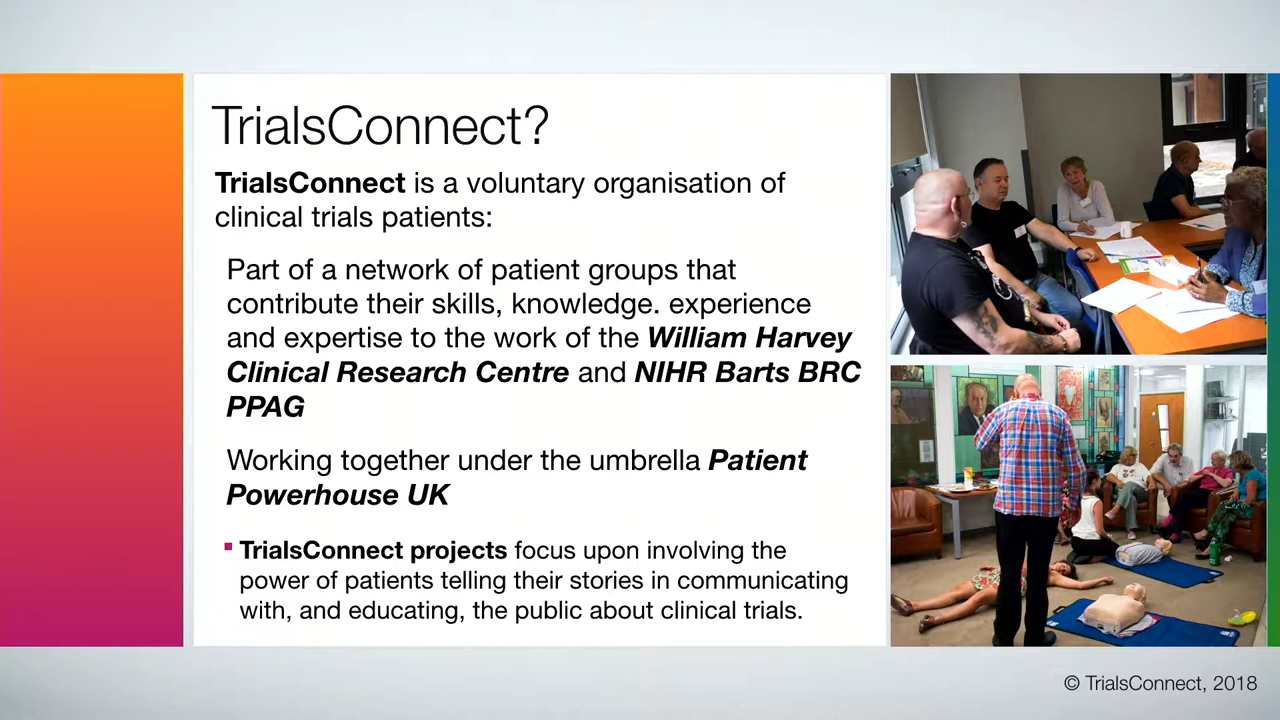 TrialsConnect?
TrialsConnect is a voluntary organisation of
clinical trials patients:
Part of a network of patient groups that
contribute their skills, knowledge. experience
and expertise to the work of the William Harvey
Clinical Research Centre and NIHR Barts BRC
PPAG
Working together under the umbrella Patient
Powerhouse UK
▪ TrialsConnect projects focus upon involving the
power of patients telling their stories in communicating
with, and educating, the public about clinical trials.
© TrialsConnect, 2018